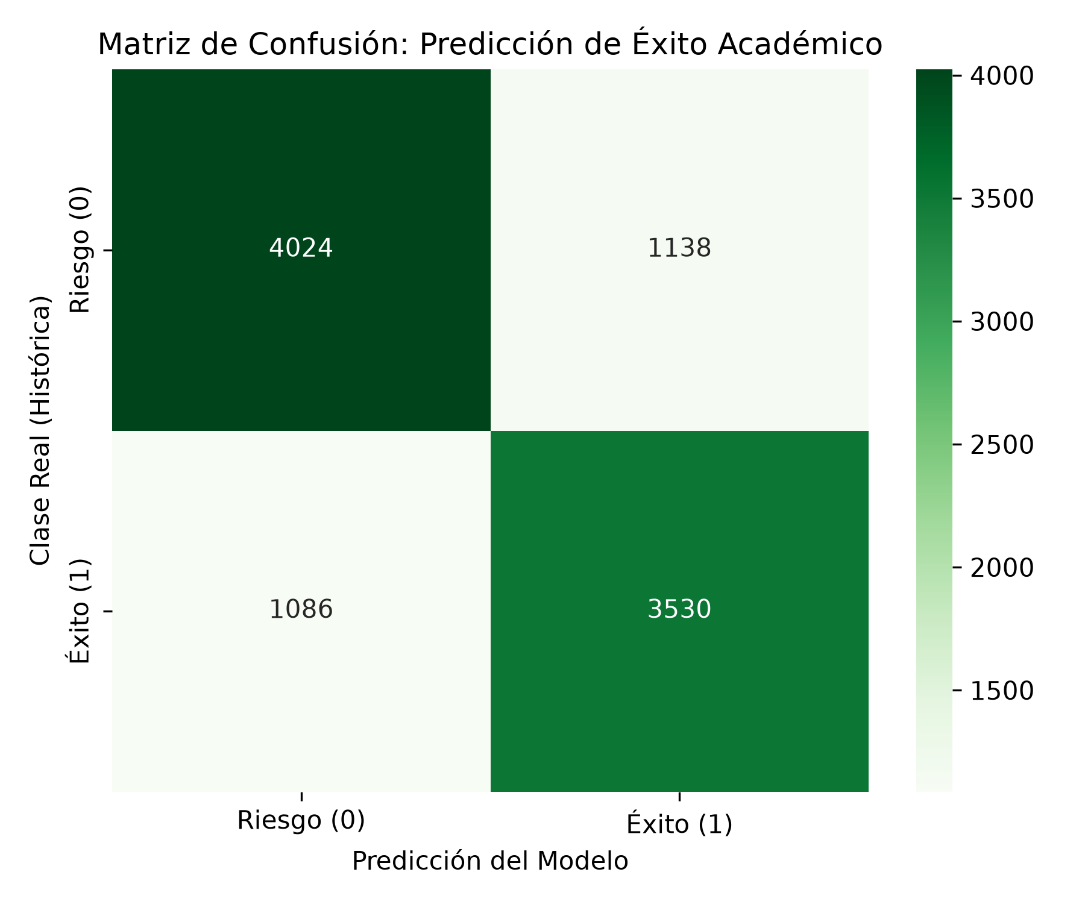 Matriz de Confusión: Predicción de Éxito Académico
Clase Real (Histórica)
Riesgo (0)
Éxito (1)
4024
1138
1086
3530
Riesgo (0)
Éxito (1)
Predicción del Modelo
4000
3500
3000
2500
2000
1500